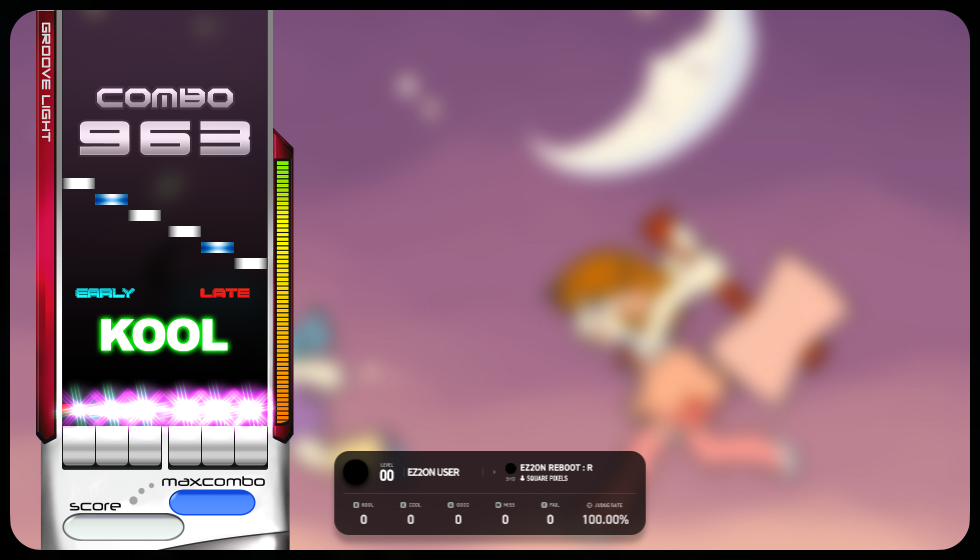 GROOVE LIGHT
COMBO
963
EARLY LATE
KOOL
maxcombo
score
LEVEL
00
EZ2ON USER
EZ2ON REBOOT : R
SQUARE PIXELS
KOOL COOL GOOD MISS FAIL JUDGE RATE
0 0 0 0 0 100.00%